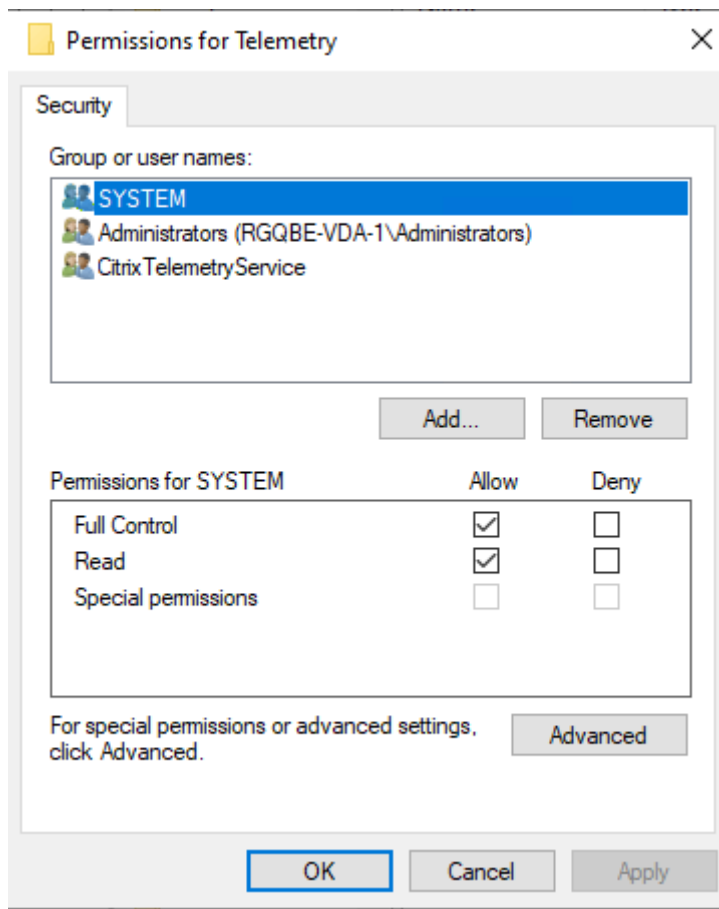 Permissions for Telemetry
Security
Group or user names:
SYSTEM
Administrators (RGQBE-VDA-1\Administrators)
CitrixTelemetryService
Add... Remove
Permissions for SYSTEM Allow Deny
Full Control
Read
Special permissions
For special permissions or advanced settings,
click Advanced.
Advanced
OK Cancel Apply